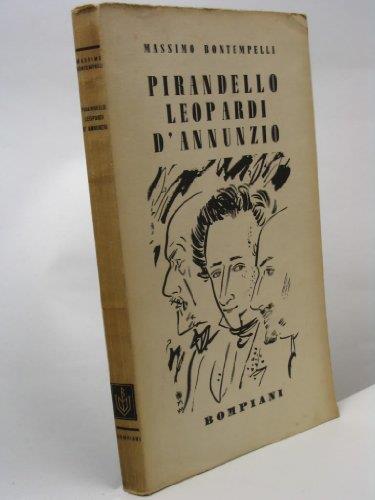 MASSIMO BONTEMPELLI
PIRANDELLO
LEOPARDI
D'ANNUNZIO
BOMPIANI
MASSIMO
BONTEMPELLI
PIRANDELLO
LEOPARDI
D'ANNUNZIO
BOMPIANI